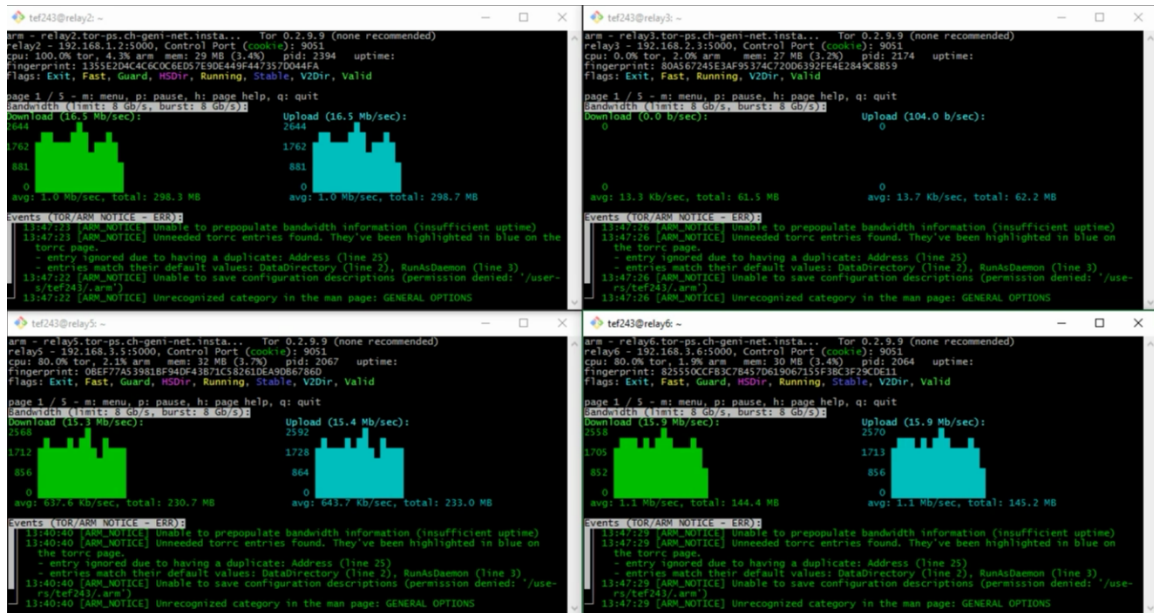 tef243@relay2: ~
arm - relay2.tor-ps.ch-geni-net.insta... Tor 0.2.9.9 (none recommended)
relay2 - 192.168.1.2:5000, Control Port (cookie): 9051
cpu: 100.0% tor, 4.3% arm mem: 29 MB (3.4%) pid: 2394 uptime:
fingerprint: 1355E2D4C4C6C0C6ED57E9DE449F447357D044FA
flags: Exit, Fast, Guard, HSDir, Running, Stable, V2Dir, Valid
page 1 / 5 - m: menu, p: pause, h: page help, q: quit
Bandwidth (limit: 8 Gb/s, burst: 8 Gb/s):
Download (16.5 Mb/sec): Upload (16.5 Mb/sec):
2644 2644
1762 1762
881 881
0 0
avg: 1.0 Mb/sec, total: 298.3 MB avg: 1.0 Mb/sec, total: 298.7 MB
Events (TOR/ARM NOTICE - ERR):
13:47:23 [ARM_NOTICE] Unable to prepopulate bandwidth information (insufficient uptime)
13:47:23 [ARM_NOTICE] Unneeded torrc entries found. They've been highlighted in blue on the
torrc page.
- entry ignored due to having a duplicate: Address (line 25)
- entries match their default values: DataDirectory (line 2), RunAsDaemon (line 3)
13:47:22 [ARM_NOTICE] Unable to save configuration descriptions (permission denied: '/user-
s/tef243/.arm')
13:47:22 [ARM_NOTICE] Unrecognized category in the man page: GENERAL OPTIONS
tef243@relay3: ~
arm - relay3.tor-ps.ch-geni-net.insta... Tor 0.2.9.9 (none recommended)
relay3 - 192.168.2.3:5000, Control Port (cookie): 9051
cpu: 0.0% tor, 2.0% arm mem: 27 MB (3.2%) pid: 2174 uptime:
fingerprint: 80A567245E3AF95374C720D6392FE4E2849C8B59
flags: Exit, Fast, Guard, HSDir, Running, Stable, V2Dir, Valid
page 1 / 5 - m: menu, p: pause, h: page help, q: quit
Bandwidth (limit: 8 Gb/s, burst: 8 Gb/s):
Download (0.0 b/sec): Upload (104.0 b/sec):
0 0
0 0
avg: 13.3 Kb/sec, total: 61.5 MB avg: 13.7 Kb/sec, total: 62.2 MB
Events (TOR/ARM NOTICE - ERR):
13:47:26 [ARM_NOTICE] Unable to prepopulate bandwidth information (insufficient uptime)
13:47:26 [ARM_NOTICE] Unneeded torrc entries found. They've been highlighted in blue on
the torrc page.
- entry ignored due to having a duplicate: Address (line 25)
- entries match their default values: DataDirectory (line 2), RunAsDaemon (line 3)
13:47:26 [ARM_NOTICE] Unable to save configuration descriptions (permission denied: '/use-
rs/tef243/.arm')
13:47:26 [ARM_NOTICE] Unrecognized category in the man page: GENERAL OPTIONS
tef243@relay5: ~
arm - relay5.tor-ps.ch-geni-net.insta... Tor 0.2.9.9 (none recommended)
relay5 - 192.168.3.5:5000, Control Port (cookie): 9051
cpu: 80.0% tor, 2.1% arm mem: 32 MB (3.7%) pid: 2067 uptime:
fingerprint: 0BEF77A53981BF94DF43B71C58261DEA9DB6786D
flags: Exit, Fast, Guard, HSDir, Running, Stable, V2Dir, Valid
page 1 / 5 - m: menu, p: pause, h: page help, q: quit
Bandwidth (limit: 8 Gb/s, burst: 8 Gb/s):
Download (15.3 Mb/sec): Upload (15.4 Mb/sec):
2568 2592
1712 1728
856 864
0 0
avg: 637.6 Kb/sec, total: 230.7 MB avg: 643.7 Kb/sec, total: 233.0 MB
Events (TOR/ARM NOTICE - ERR):
13:40:40 [ARM_NOTICE] Unable to prepopulate bandwidth information (insufficient uptime)
13:40:40 [ARM_NOTICE] Unneeded torrc entries found. They've been highlighted in blue on
the torrc page.
- entry ignored due to having a duplicate: Address (line 25)
- entries match their default values: DataDirectory (line 2), RunAsDaemon (line 3)
13:40:40 [ARM_NOTICE] Unable to save configuration descriptions (permission denied: '/use-
rs/tef243/.arm')
13:40:40 [ARM_NOTICE] Unrecognized category in the man page: GENERAL OPTIONS
tef243@relay6: ~
arm - relay6.tor-ps.ch-geni-net.insta... Tor 0.2.9.9 (none recommended)
relay6 - 192.168.3.6:5000, Control Port (cookie): 9051
cpu: 80.0% tor, 1.9% arm mem: 30 MB (3.4%) pid: 2064 uptime:
fingerprint: 825550CCFB3C7B457D619067155F3BC3F29CDE11
flags: Exit, Fast, Guard, HSDir, Running, Stable, V2Dir, Valid
page 1 / 5 - m: menu, p: pause, h: page help, q: quit
Bandwidth (limit: 8 Gb/s, burst: 8 Gb/s):
Download (15.9 Mb/sec): Upload (15.9 Mb/sec):
2558 2570
1705 1713
852 856
0 0
avg: 1.1 Mb/sec, total: 144.4 MB avg: 1.1 Mb/sec, total: 145.2 MB
Events (TOR/ARM NOTICE - ERR):
13:47:29 [ARM_NOTICE] Unable to prepopulate bandwidth information (insufficient uptime)
13:47:29 [ARM_NOTICE] Unneeded torrc entries found. They've been highlighted in blue on
the torrc page.
- entry ignored due to having a duplicate: Address (line 25)
- entries match their default values: DataDirectory (line 2), RunAsDaemon (line 3)
13:47:29 [ARM_NOTICE] Unable to save configuration descriptions (permission denied: '/use-
rs/tef243/.arm')
13:47:29 [ARM_NOTICE] Unrecognized category in the man page: GENERAL OPTIONS